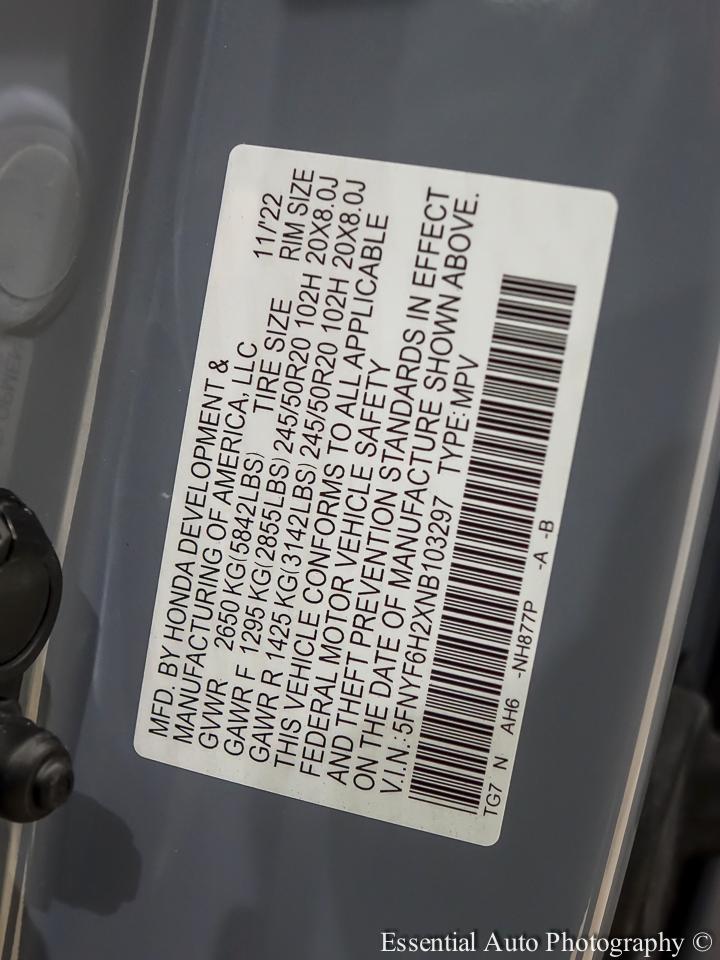 MFD. BY HONDA DEVELOPMENT &
MANUFACTURING OF AMERICA, LLC 11/'22
GVWR 2650 KG(5842LBS) TIRE SIZE RIM SIZE
GAWR F 1295 KG(2855LBS) 245/50R20 102H 20X8.0J
GAWR R 1425 KG(3142LBS) 245/50R20 102H 20X8.0J
THIS VEHICLE CONFORMS TO ALL APPLICABLE
FEDERAL MOTOR VEHICLE SAFETY
AND THEFT PREVENTION STANDARDS IN EFFECT
ON THE DATE OF MANUFACTURE SHOWN ABOVE.
V.I.N.:5FNYF6H2XNB103297 TYPE:MPV
TG7 N AH6 -NH877P -A -B
Essential Auto Photography ©